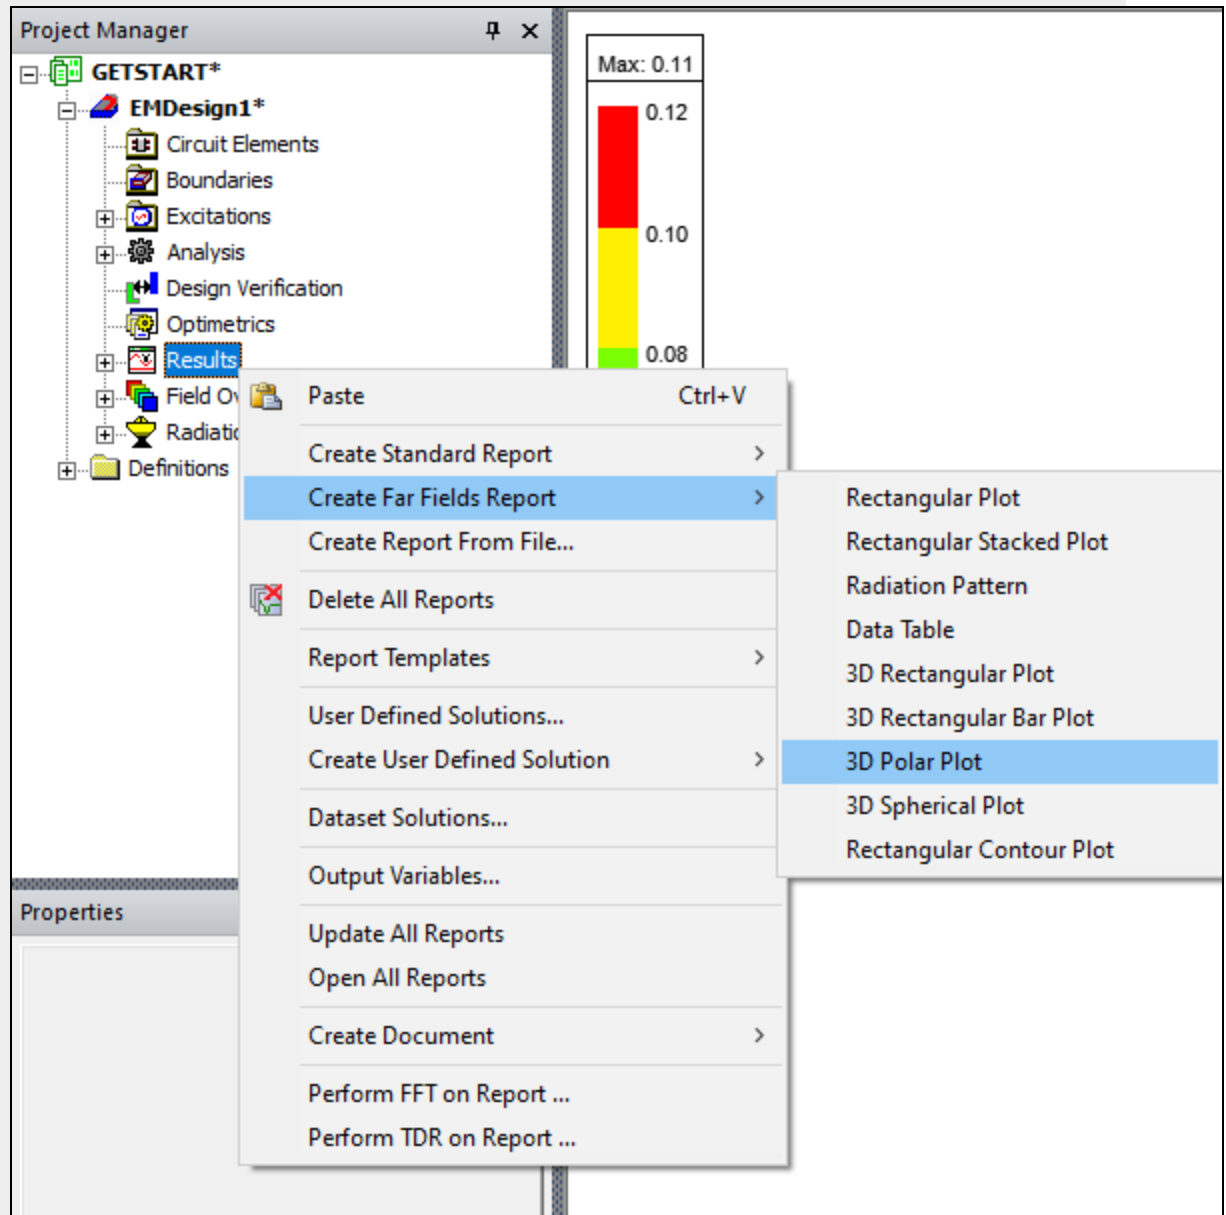 Project Manager
GETSTART*
EMDesign1*
Circuit Elements
Boundaries
Excitations
Analysis
Design Verification
Optimetrics
Results
Field Ov
Radiatio
Definitions
Max: 0.11
0.12
0.10
0.08
Paste Ctrl+V
Create Standard Report
Create Far Fields Report
Create Report From File...
Delete All Reports
Report Templates
User Defined Solutions...
Create User Defined Solution
Dataset Solutions...
Output Variables...
Update All Reports
Open All Reports
Create Document
Perform FFT on Report ...
Perform TDR on Report ...
Rectangular Plot
Rectangular Stacked Plot
Radiation Pattern
Data Table
3D Rectangular Plot
3D Rectangular Bar Plot
3D Polar Plot
3D Spherical Plot
Rectangular Contour Plot
Properties